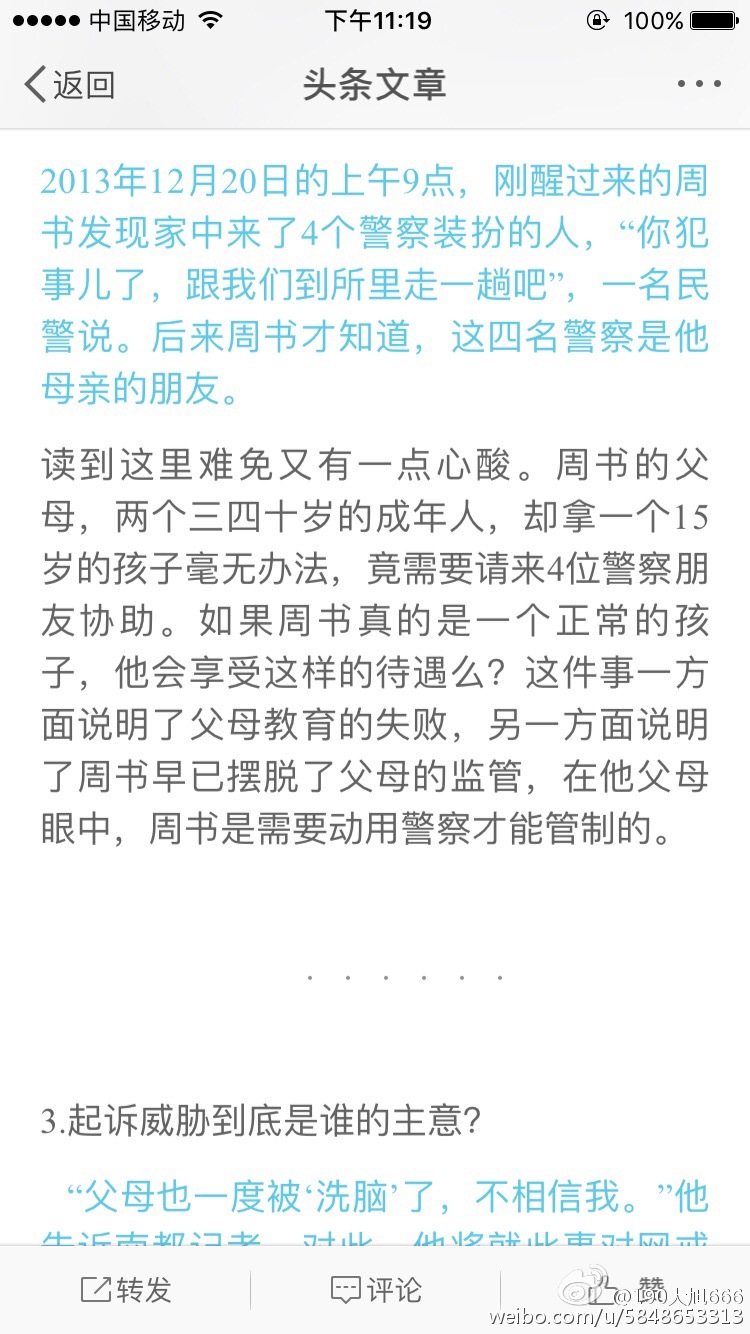 中国移动 下午11:19 100%
返回 头条文章
2013年12月20日的上午9点，刚醒过来的周
书发现家中来了4个警察装扮的人，“你犯
事儿了，跟我们到所里走一趟吧”，一名民
警说。后来周书才知道，这四名警察是他
母亲的朋友。
读到这里难免又有一点心酸。周书的父
母，两个三四十岁的成年人，却拿一个15
岁的孩子毫无办法，竟需要请来4位警察朋
友协助。如果周书真的是一个正常的孩
子，他会享受这样的待遇么？这件事一方
面说明了父母教育的失败，另一方面说明
了周书早已摆脱了父母的监管，在他父母
眼中，周书是需要动用警察才能管制的。
. . . . . .
3.起诉威胁到底是谁的主意？
“父母也一度被‘洗脑’了，不相信我。”他
告诉南都记者，对此，他将就此事对网戒
转发 评论 赞
weibo.com/u/5848653313